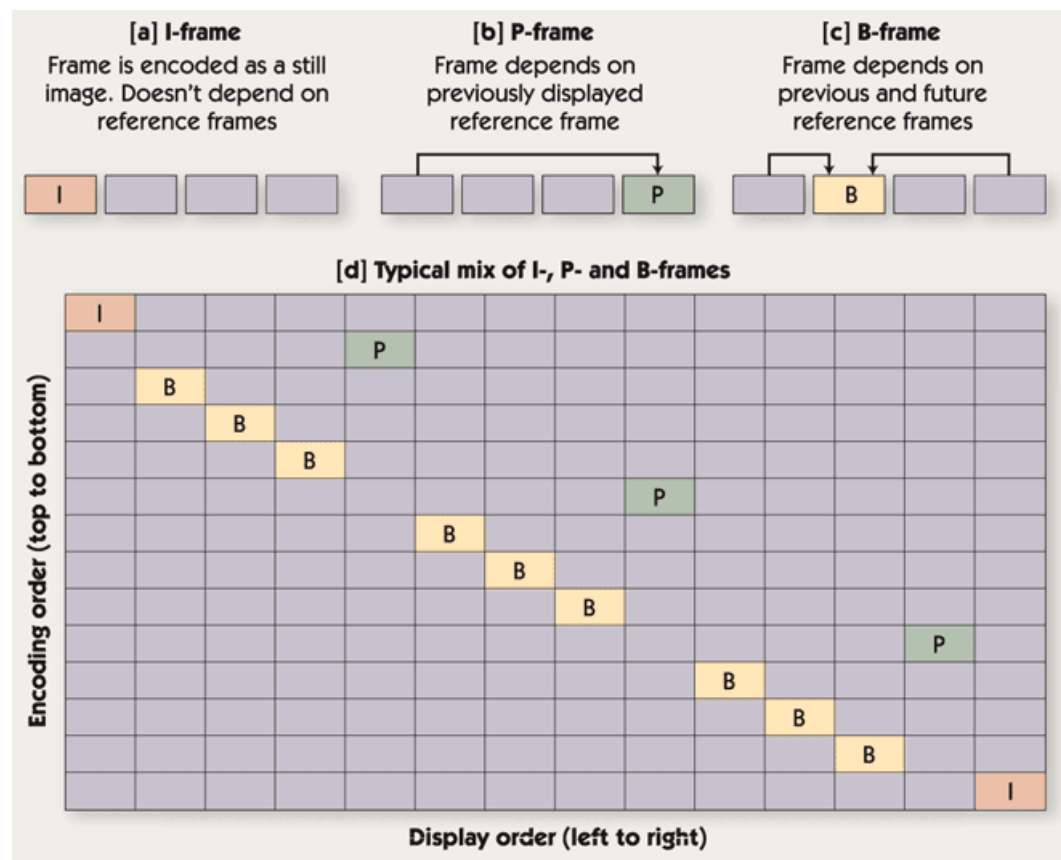 [a] I-frame
Frame is encoded as a still
image. Doesn't depend on
reference frames
I
[b] P-frame
Frame depends on
previously displayed
reference frame
P
[c] B-frame
Frame depends on
previous and future
reference frames
B
[d] Typical mix of I-, P- and B-frames
Encoding order (top to bottom)
I
P
B
B
B
P
B
B
B
P
B
B
B
I
Display order (left to right)